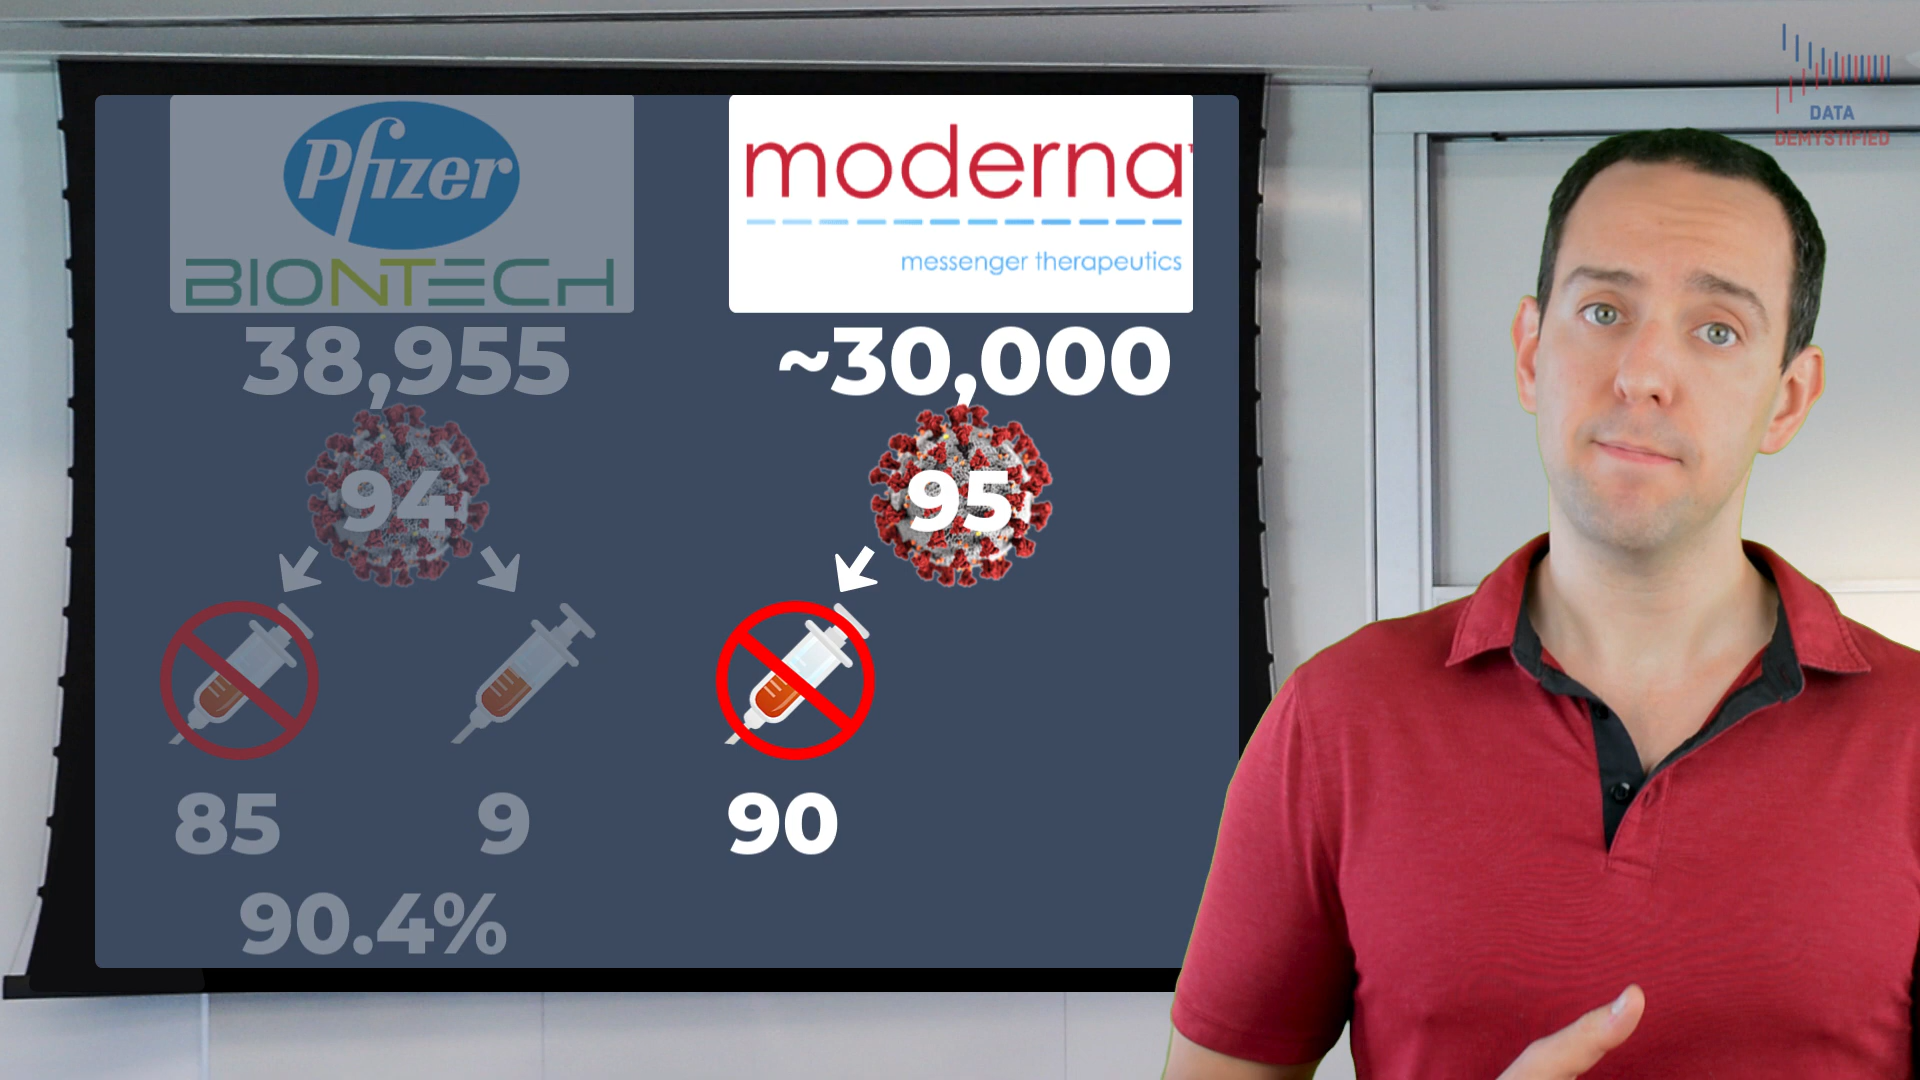 Pfizer
BIONTECH
38,955
94
85
9
90.4%
moderna
messenger therapeutics
~30,000
95
90
DATA
DEMYSTIFIED